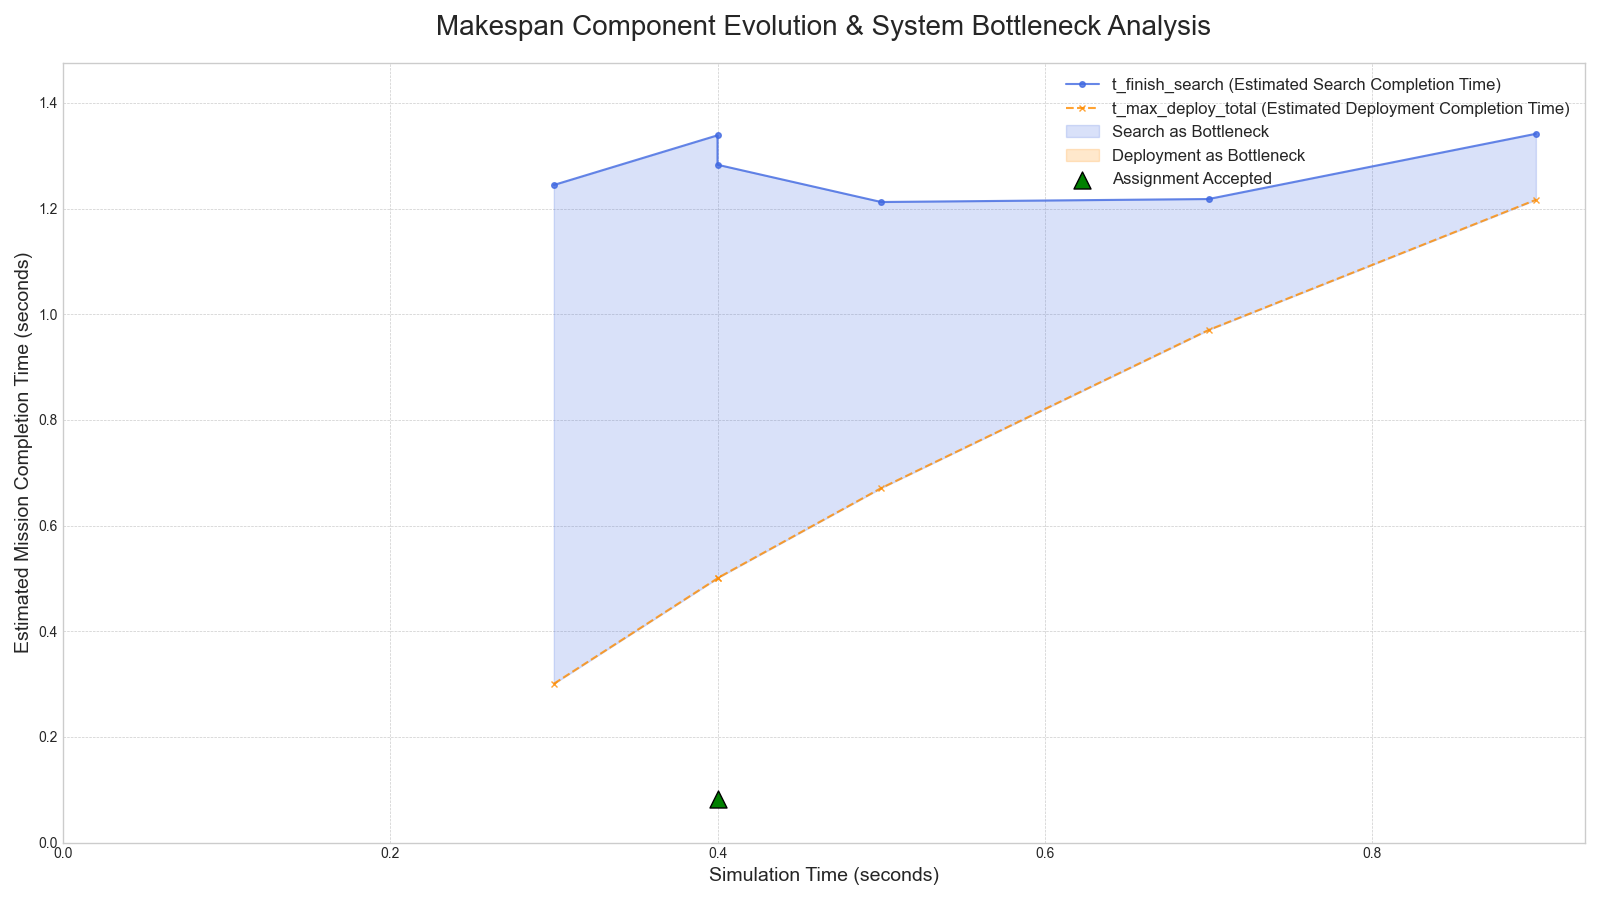 Makespan Component Evolution & System Bottleneck Analysis
t_finish_search (Estimated Search Completion Time)
t_max_deploy_total (Estimated Deployment Completion Time)
Search as Bottleneck
Deployment as Bottleneck
Assignment Accepted
Estimated Mission Completion Time (seconds)
1.4
1.2
1.0
0.8
0.6
0.4
0.2
0.0
0.0 0.2 0.4 0.6 0.8
Simulation Time (seconds)